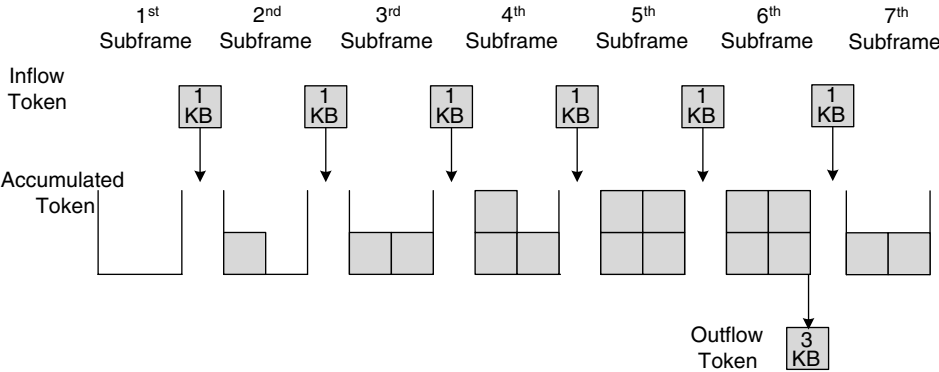 1st 2nd 3rd 4th 5th 6th 7th
Subframe Subframe Subframe Subframe Subframe Subframe Subframe
Inflow
Token
1 1 1 1 1 1
KB KB KB KB KB KB
Accumulated
Token
Outflow
Token
3
KB